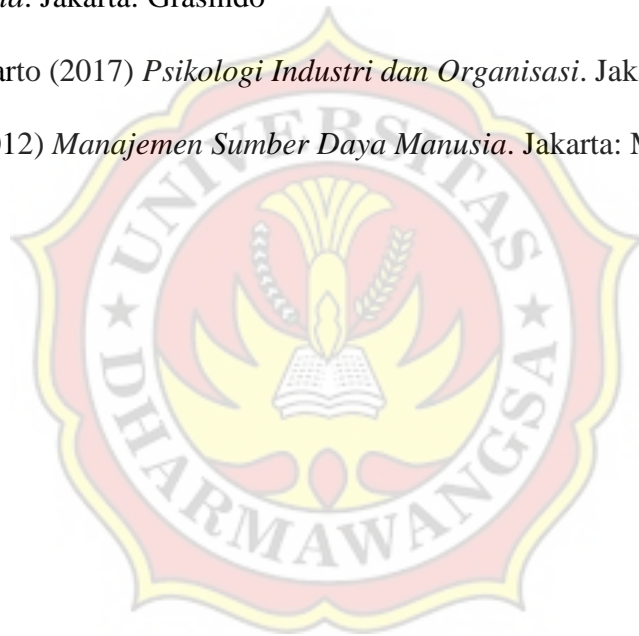 . Jakarta: Grasindo
arto (2017) Psikologi Industri dan Organisasi. Jak
012) Manajemen Sumber Daya Manusia. Jakarta: M
UNIVERSITAS
DHARMAWANGSA